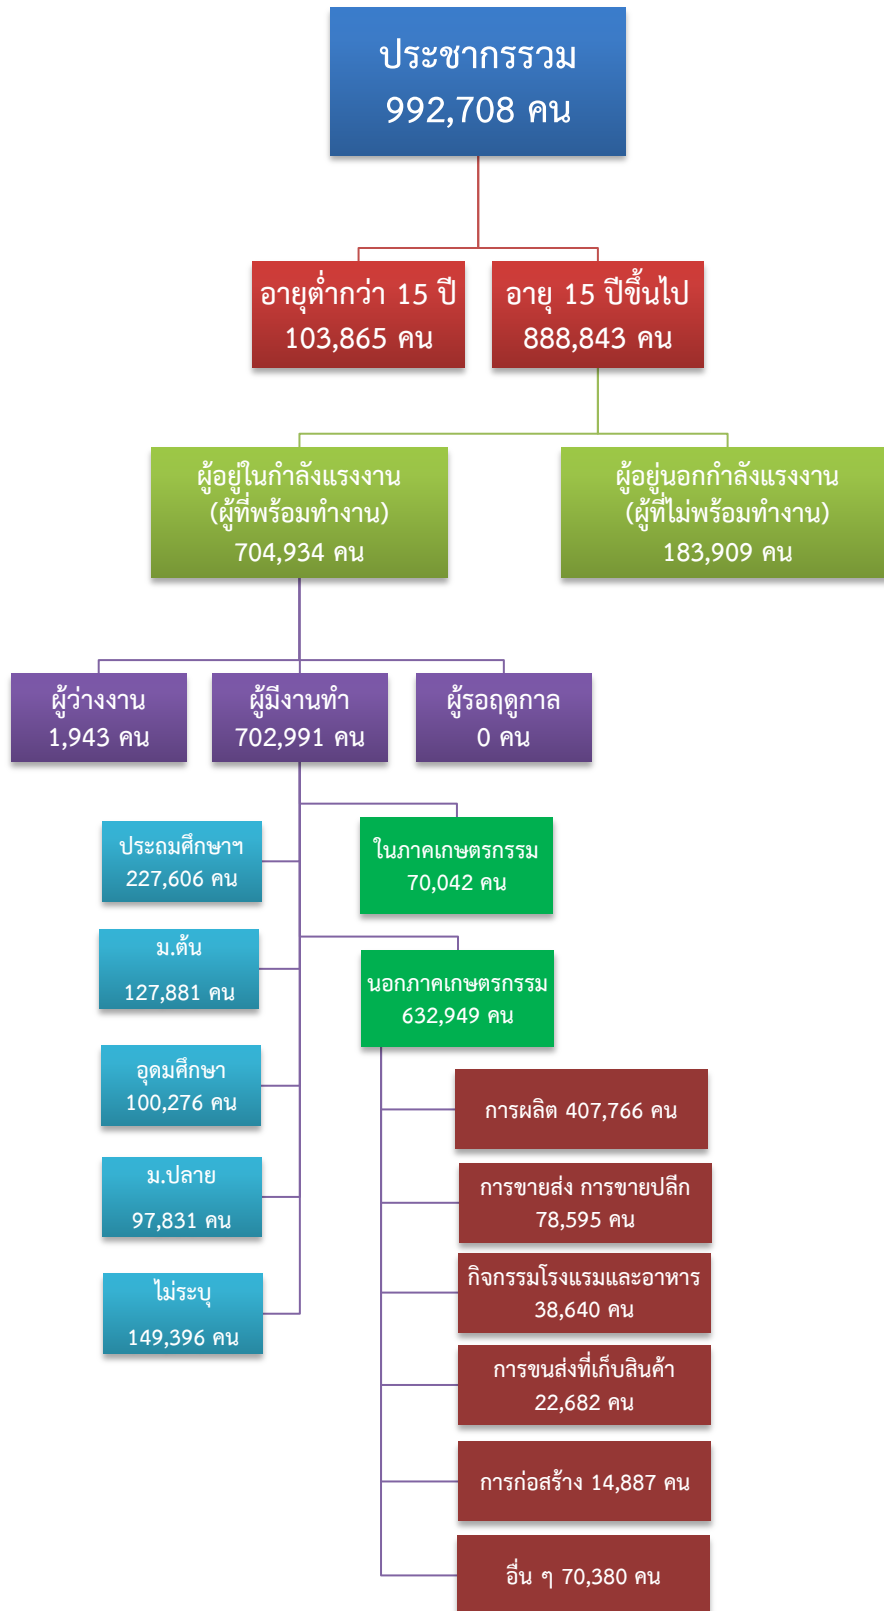 ประชากรรวม
992,708 คน
อายุต่ำกว่า 15 ปี
103,865 คน
อายุ 15 ปีขึ้นไป
888,843 คน
ผู้อยู่ในกำลังแรงงาน
(ผู้ที่พร้อมทำงาน)
704,934 คน
ผู้อยู่นอกกำลังแรงงาน
(ผู้ที่ไม่พร้อมทำงาน)
183,909 คน
ผู้ว่างงาน
1,943 คน
ผู้มีงานทำ
702,991 คน
ผู้รอฤดูกาล
0 คน
ประถมศึกษาฯ
227,606 คน
ม.ต้น
127,881 คน
อุดมศึกษา
100,276 คน
ม.ปลาย
97,831 คน
ไม่ระบุ
149,396 คน
ในภาคเกษตรกรรม
70,042 คน
นอกภาคเกษตรกรรม
632,949 คน
การผลิต 407,766 คน
การขายส่ง การขายปลีก
78,595 คน
กิจกรรมโรงแรมและอาหาร
38,640 คน
การขนส่งที่เก็บสินค้า
22,682 คน
การก่อสร้าง 14,887 คน
อื่น ๆ 70,380 คน